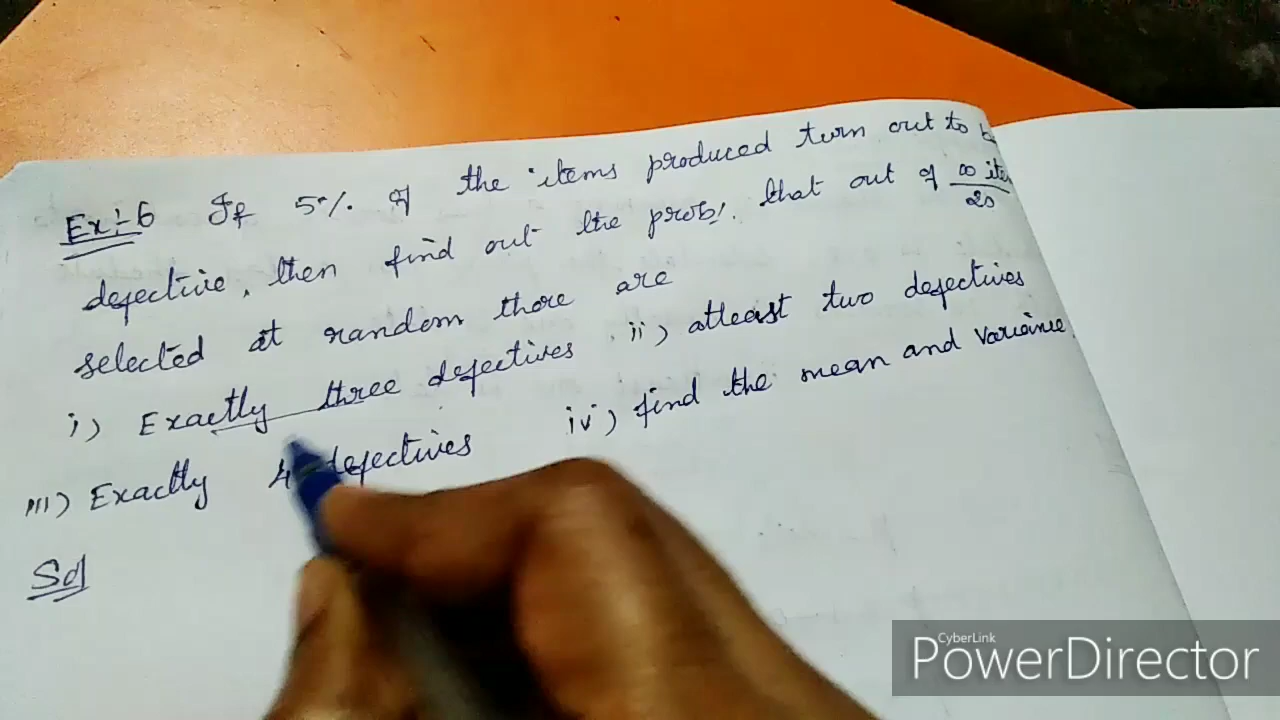 Ex:- 6 If 5% of the items produced turn out to
defective, then find out the prob/. that out of 20
selected at random there are
i) Exactly three defectives ii) atleast two defectives
iii) Exactly 4 defectives iv) find the mean and variance.
Sol
CyberLink
PowerDirector